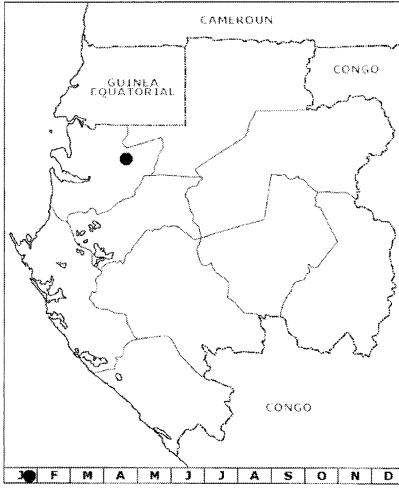 CAMEROUN
CONGO
GUINEA
EQUATORIAL
CONGO
J F M A M J J A S O N D